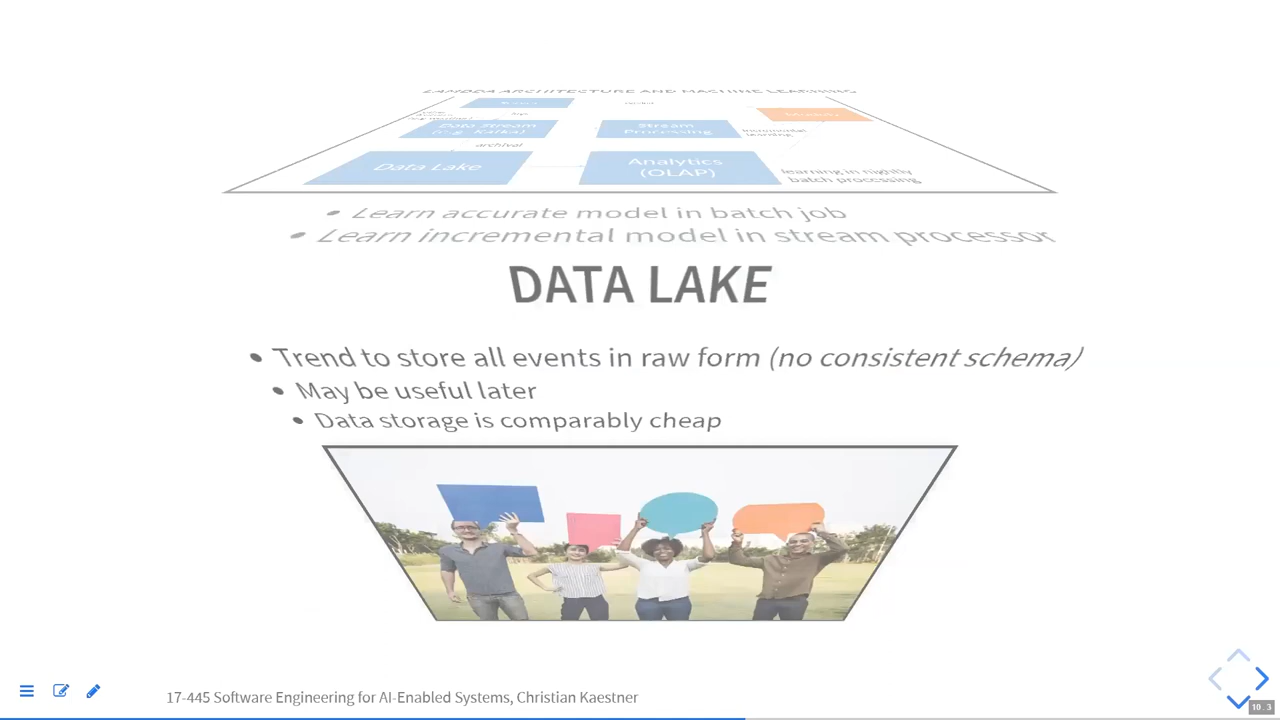 LAMBDA ARCHITECTURE AND MACHINE LEARNING
Data Stream
(e.g. Kafka)
Stream
Processing
incremental
learning
archival
Data Lake
Analytics
(OLAP)
learning in nightly
batch processing
• Learn accurate model in batch job
• Learn incremental model in stream processor
DATA LAKE
• Trend to store all events in raw form (no consistent schema)
• May be useful later
• Data storage is comparably cheap
17-445 Software Engineering for AI-Enabled Systems, Christian Kaestner
10.3